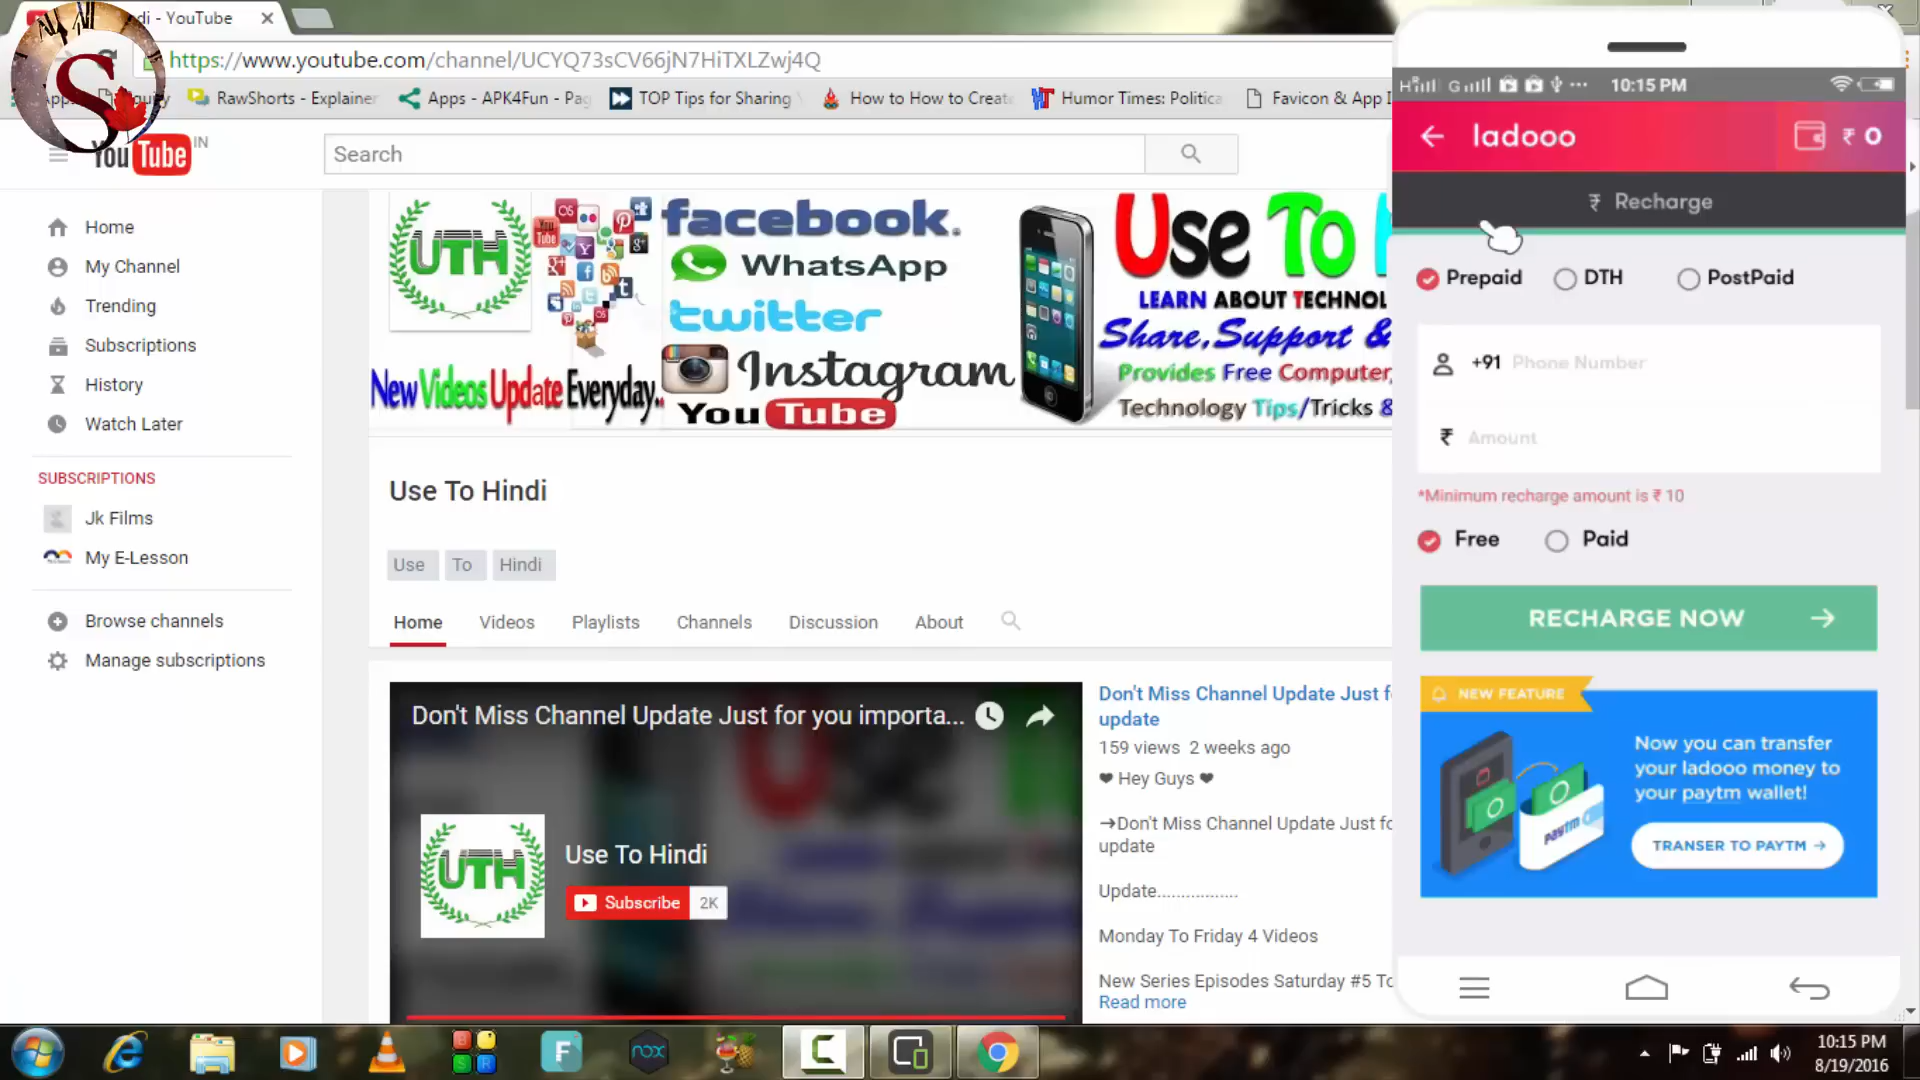 di - YouTube
https://www.youtube.com/channel/UCYQ73sCV66jN7HiTXLZwj4Q
RawShorts - Explainer
Apps - APK4Fun - Pag
TOP Tips for Sharing
How to How to Create
Humor Times: Politica
Favicon & App I
S
YouTube IN
Search
Home
My Channel
Trending
Subscriptions
History
Watch Later
SUBSCRIPTIONS
Jk Films
My E-Lesson
Browse channels
Manage subscriptions
UTH
New Videos Update Everyday..
facebook.
WhatsApp
twitter
Instagram
YouTube
Use To
LEARN ABOUT TECHNOL
Share,Support &
Provides Free Computer,
Technology Tips/Tricks &
Use To Hindi
Use To Hindi
Home Videos Playlists Channels Discussion About
Don't Miss Channel Update Just for you importa...
UTH
Use To Hindi
Subscribe 2K
Don't Miss Channel Update Just f
update
159 views 2 weeks ago
❤ Hey Guys ❤
→Don't Miss Channel Update Just fo
update
Update.................
Monday To Friday 4 Videos
New Series Episodes Saturday #5 To
Read more
10:15 PM
ladooo ₹ 0
₹ Recharge
Prepaid DTH PostPaid
+91 Phone Number
₹ Amount
*Minimum recharge amount is ₹ 10
Free Paid
RECHARGE NOW →
NEW FEATURE
Now you can transfer
your ladooo money to
your paytm wallet!
Paytm
TRANSER TO PAYTM →
F
nox
10:15 PM
8/19/2016